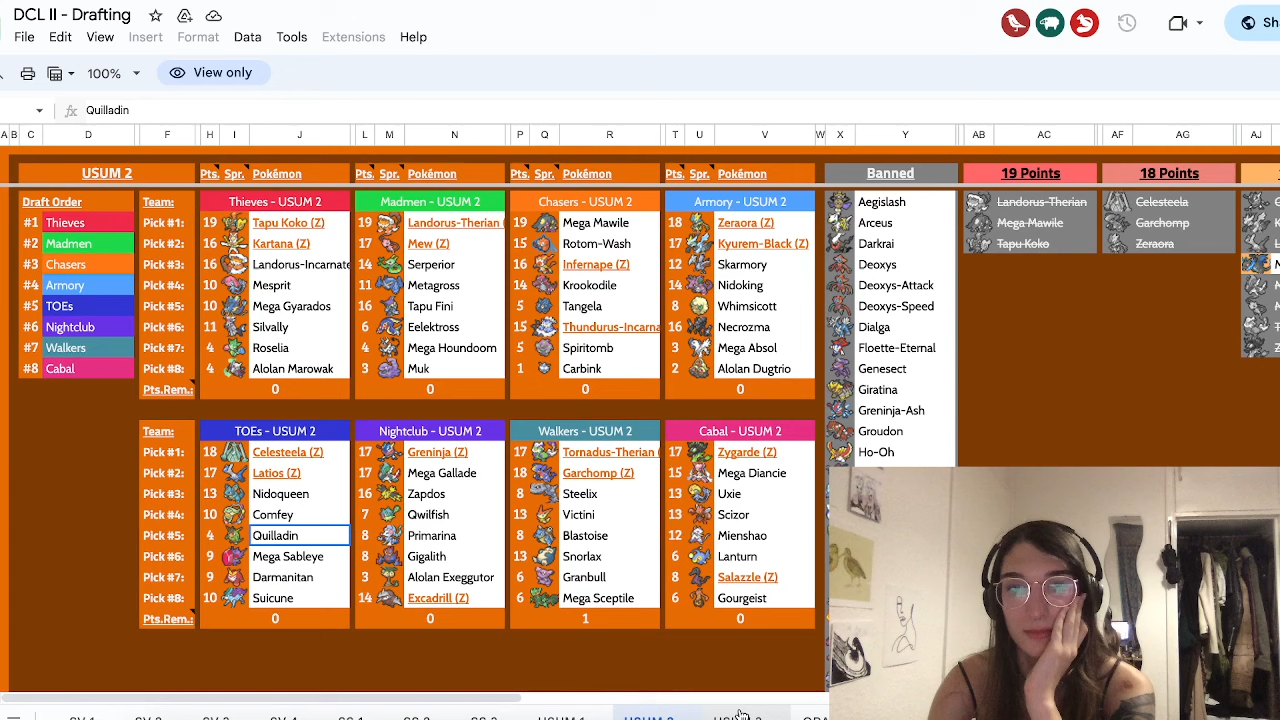 DCL II - Drafting
File Edit View Insert Format Data Tools Extensions Help
100% View only
Quilladin
A B C D F H I J L M N P Q R T U V W X Y AB AC AF AG AJ
USUM 2 Pts. Spr. Pokémon Pts. Spr. Pokémon Pts. Spr. Pokémon Pts. Spr. Pokémon Banned 19 Points 18 Points
Draft Order Team: Thieves - USUM 2 Madmen - USUM 2 Chasers - USUM 2 Armory - USUM 2 Aegislash Landorus-Therian Celesteela
#1 Thieves Pick #1: 19 Tapu Koko (Z) 19 Landorus-Therian 19 Mega Mawile 18 Zeraora (Z) Arceus Mega Mawile Garchomp
#2 Madmen Pick #2: 16 Kartana (Z) 17 Mew (Z) 15 Rotom-Wash 17 Kyurem-Black (Z) Darkrai Tapu Koko Zeraora
#3 Chasers Pick #3: 16 Landorus-Incarnate 14 Serperior 16 Infernape (Z) 12 Skarmory Deoxys
#4 Armory Pick #4: 10 Mesprit 11 Metagross 14 Krookodile 14 Nidoking Deoxys-Attack
#5 TOEs Pick #5: 10 Mega Gyarados 16 Tapu Fini 5 Tangela 8 Whimsicott Deoxys-Speed
#6 Nightclub Pick #6: 11 Silvally 6 Eelektross 15 Thundurus-Incarna 16 Necrozma Dialga
#7 Walkers Pick #7: 4 Roselia 4 Mega Houndoom 5 Spiritomb 3 Mega Absol Floette-Eternal
#8 Cabal Pick #8: 4 Alolan Marowak 3 Muk 1 Carbink 2 Alolan Dugtrio Genesect
Pts.Rem.: 0 0 0 0 Giratina
Greninja-Ash
Team: TOEs - USUM 2 Nightclub - USUM 2 Walkers - USUM 2 Cabal - USUM 2 Groudon
Pick #1: 18 Celesteela (Z) 17 Greninja (Z) 17 Tornadus-Therian 17 Zygarde (Z) Ho-Oh
Pick #2: 17 Latios (Z) 17 Mega Gallade 18 Garchomp (Z) 15 Mega Diancie
Pick #3: 13 Nidoqueen 16 Zapdos 8 Steelix 13 Uxie
Pick #4: 10 Comfey 7 Qwilfish 13 Victini 13 Scizor
Pick #5: 4 Quilladin 8 Primarina 8 Blastoise 12 Mienshao
Pick #6: 9 Mega Sableye 8 Gigalith 13 Snorlax 6 Lanturn
Pick #7: 9 Darmanitan 3 Alolan Exeggutor 6 Granbull 8 Salazzle (Z)
Pick #8: 10 Suicune 14 Excadrill (Z) 6 Mega Sceptile 6 Gourgeist
Pts.Rem.: 0 0 1 0